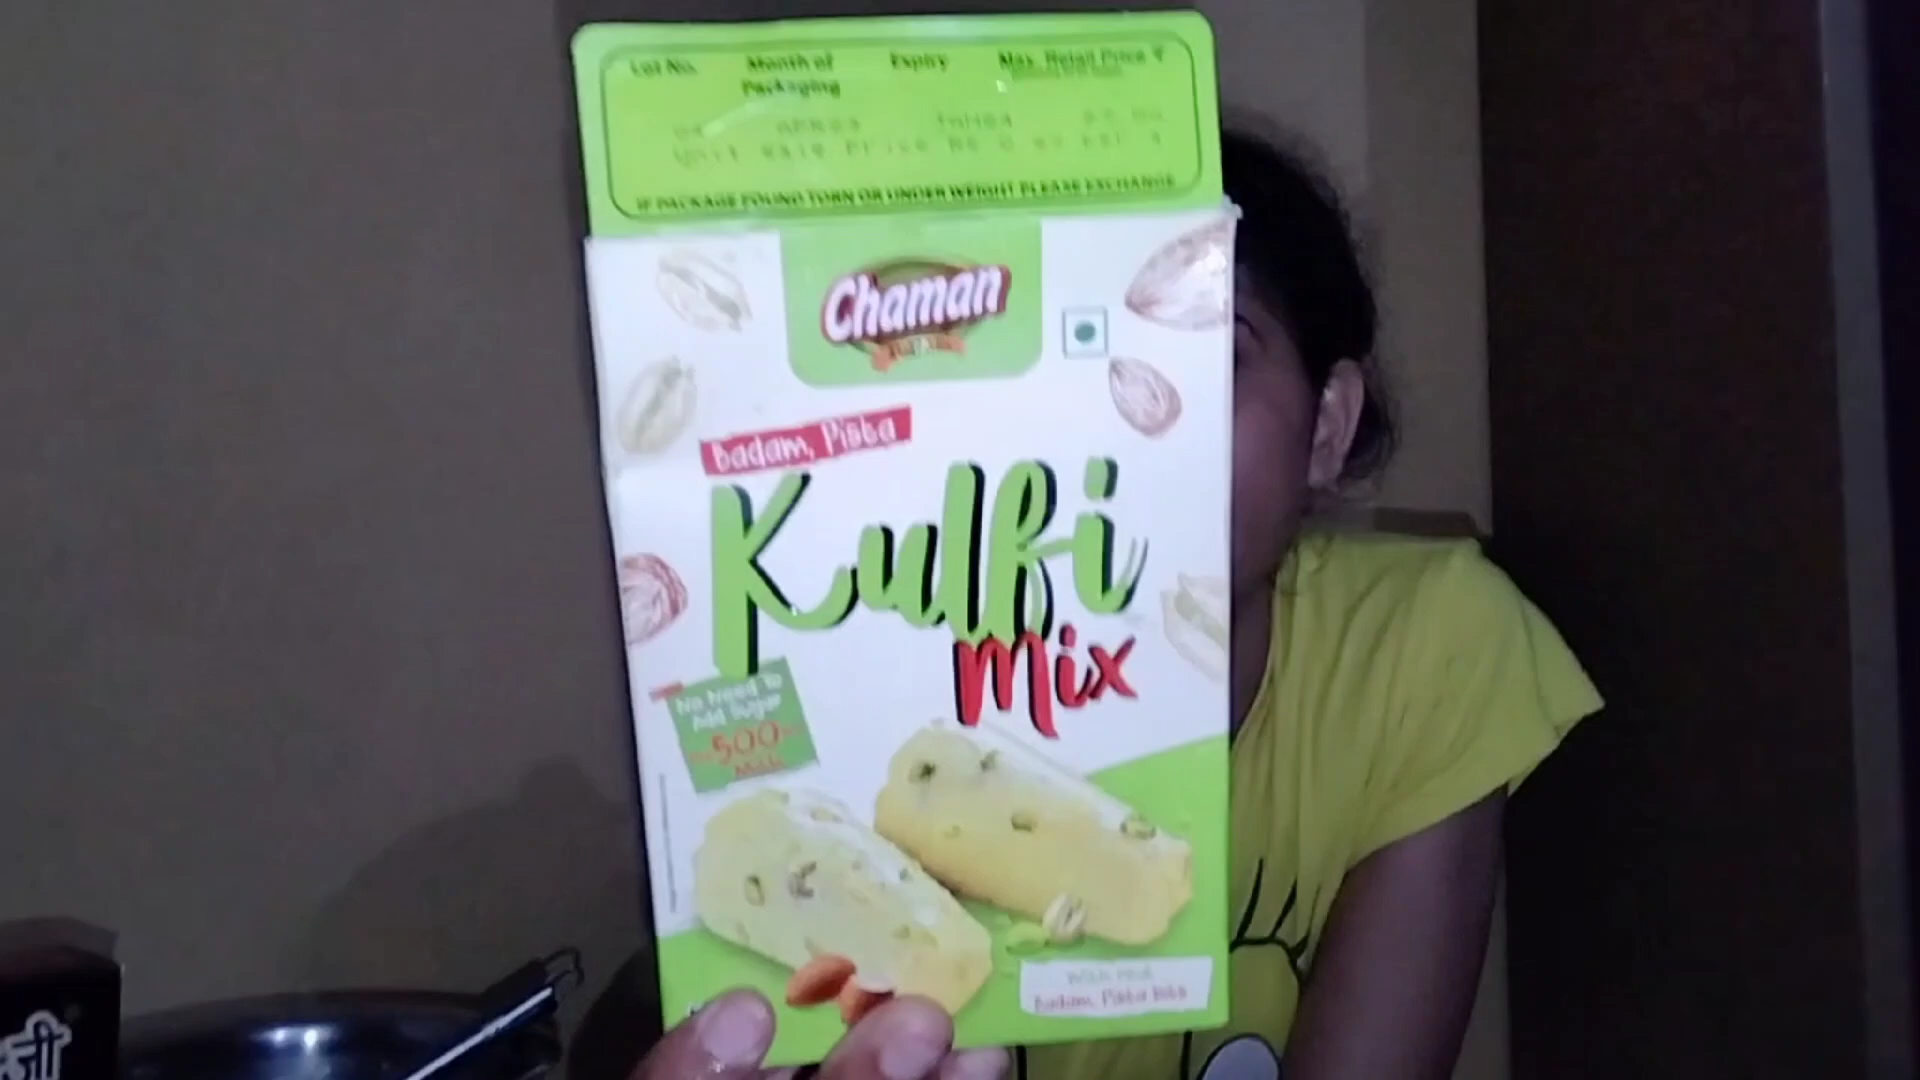 Lot No. Month of Packaging Expiry Max. Retail Price ₹
IF PACKAGE FOUND TORN OR UNDER WEIGHT PLEASE EXCHANGE
Chaman
Badam, Pista
Kulfi
mix
No Need To
Add Sugar
500
Milk
With real
Badam, Pista bits
जी